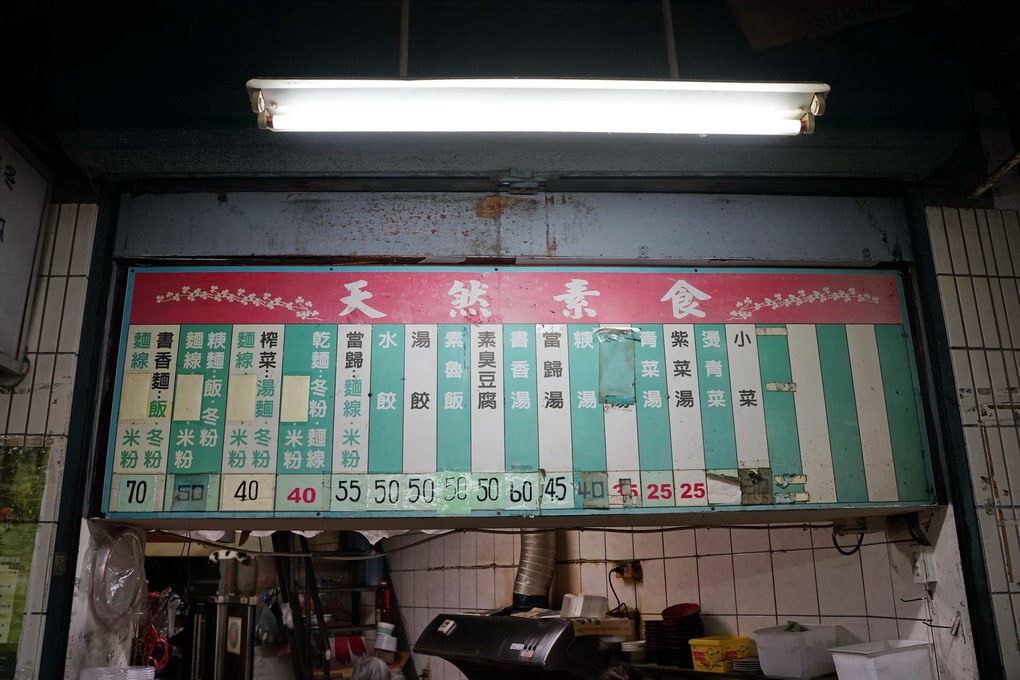 天然素食
麵線 書香麵·飯
米粉 冬粉
70
麵線 粿麵·飯·冬粉
米粉
50
麵線 榨菜·湯麵
米粉 冬粉
40
乾麵·冬粉·麵線
米粉
40
當歸·麵線·米粉
55
水餃
50
湯餃
50
素魯飯
50
素臭豆腐
50
書香湯
60
當歸湯
45
粿湯
40
湯
35
青菜湯
25
紫菜湯
25
燙青菜
小菜